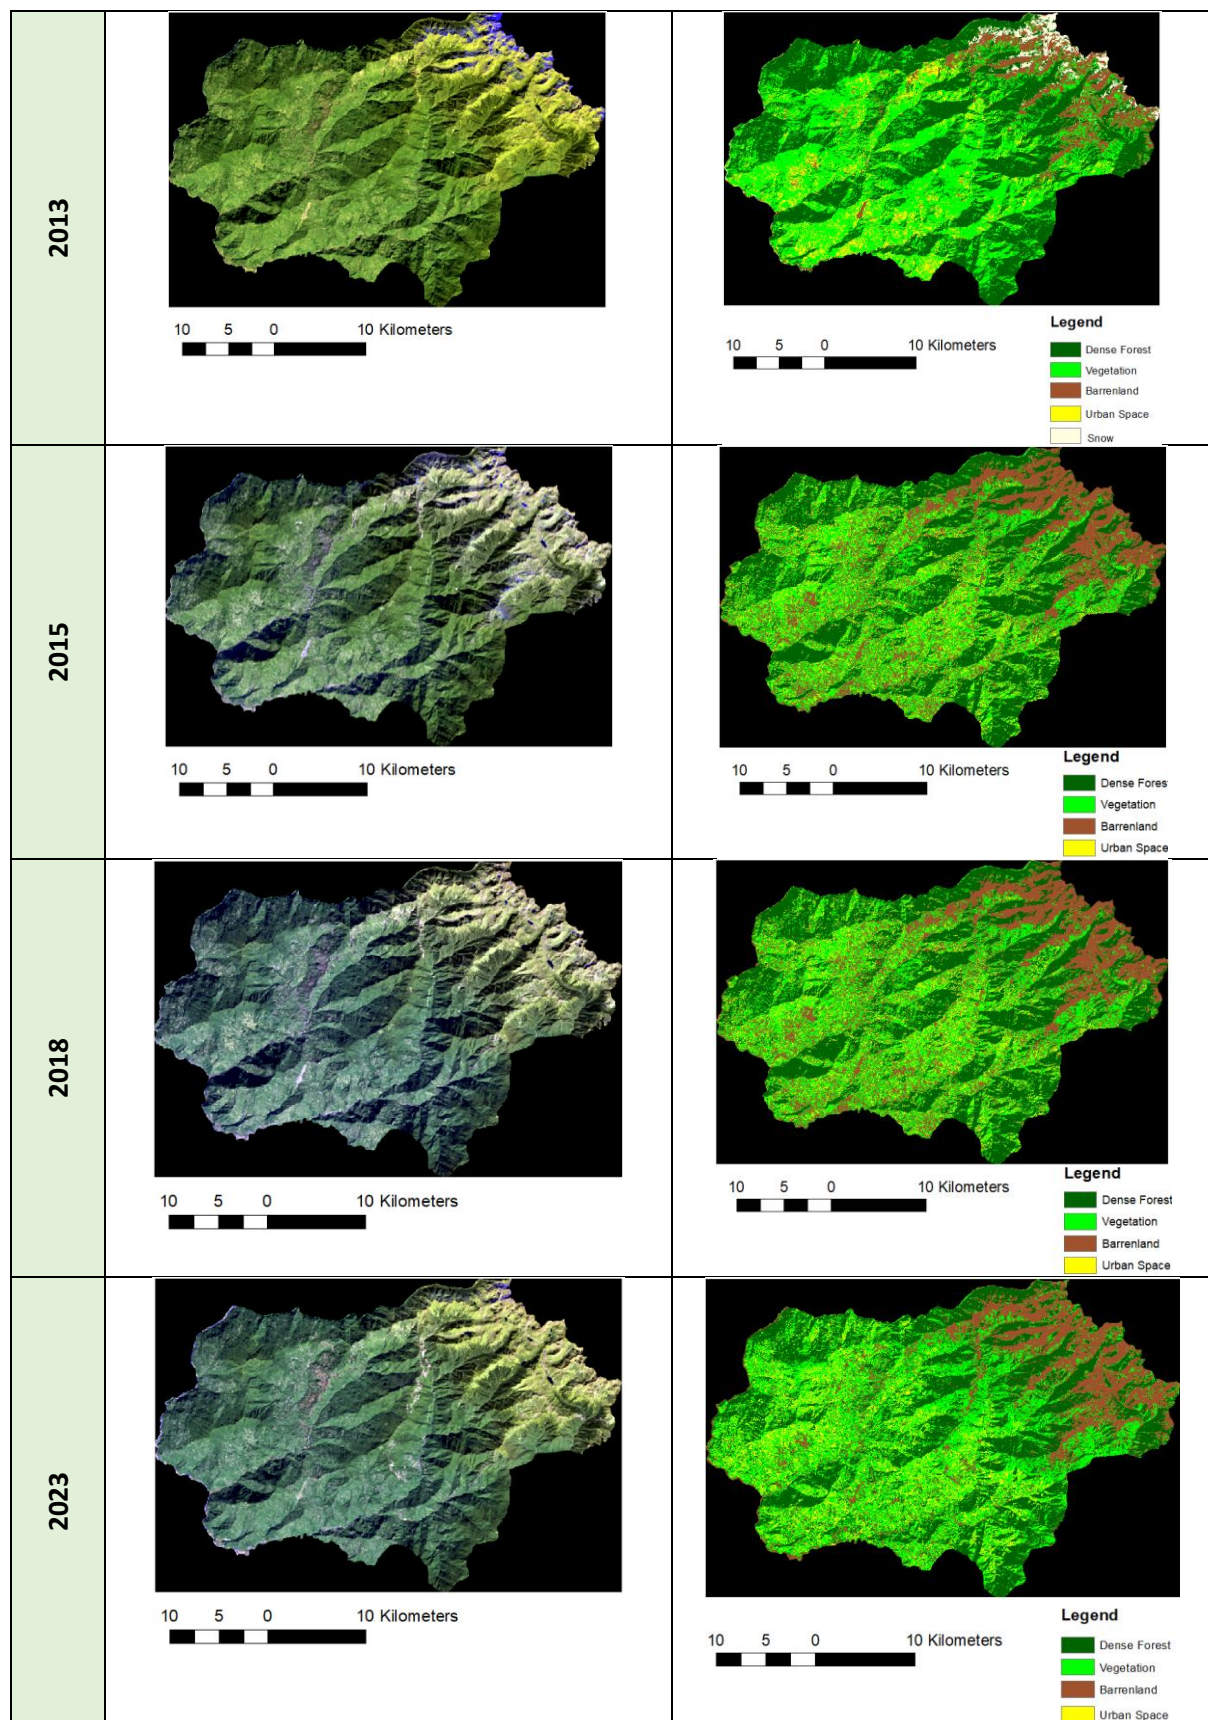 2013
10 5 0 10 Kilometers
10 5 0 10 Kilometers
Legend
Dense Forest
Vegetation
Barrenland
Urban Space
Snow
2015
10 5 0 10 Kilometers
10 5 0 10 Kilometers
Legend
Dense Forest
Vegetation
Barrenland
Urban Space
2018
10 5 0 10 Kilometers
10 5 0 10 Kilometers
Legend
Dense Forest
Vegetation
Barrenland
Urban Space
2023
10 5 0 10 Kilometers
10 5 0 10 Kilometers
Legend
Dense Forest
Vegetation
Barrenland
Urban Space